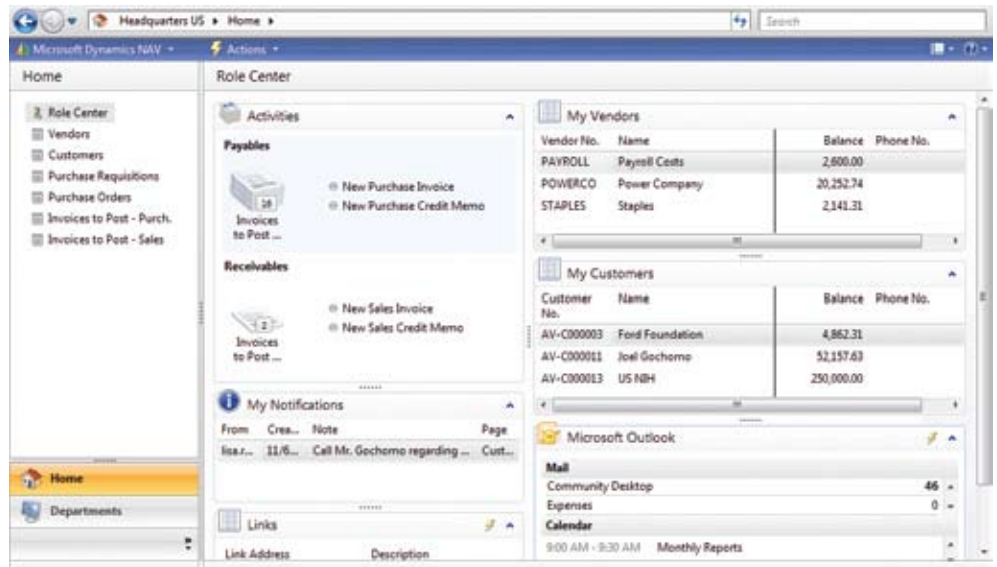 Headquarters US ▸ Home ▸
Search
Microsoft Dynamics NAV
Actions
Home
Role Center
Vendors
Customers
Purchase Requisitions
Purchase Orders
Invoices to Post - Purch.
Invoices to Post - Sales
Home
Departments
Role Center
Activities
Payables
16
Invoices
to Post ...
New Purchase Invoice
New Purchase Credit Memo
Receivables
2
Invoices
to Post ...
New Sales Invoice
New Sales Credit Memo
My Notifications
From Crea... Note Page
lisa.r... 11/6... Call Mr. Gochomo regarding ... Cust...
Links
Link Address Description
My Vendors
Vendor No. Name Balance Phone No.
PAYROLL Payroll Costs 2,600.00
POWERCO Power Company 20,252.74
STAPLES Staples 2,141.31
My Customers
Customer Name Balance Phone No.
No.
AV-C000003 Ford Foundation 4,862.31
AV-C000011 Joel Gochomo 52,157.63
AV-C000013 US NIH 250,000.00
Microsoft Outlook
Mail
Community Desktop 46
Expenses 0
Calendar
9:00 AM - 9:30 AM Monthly Reports